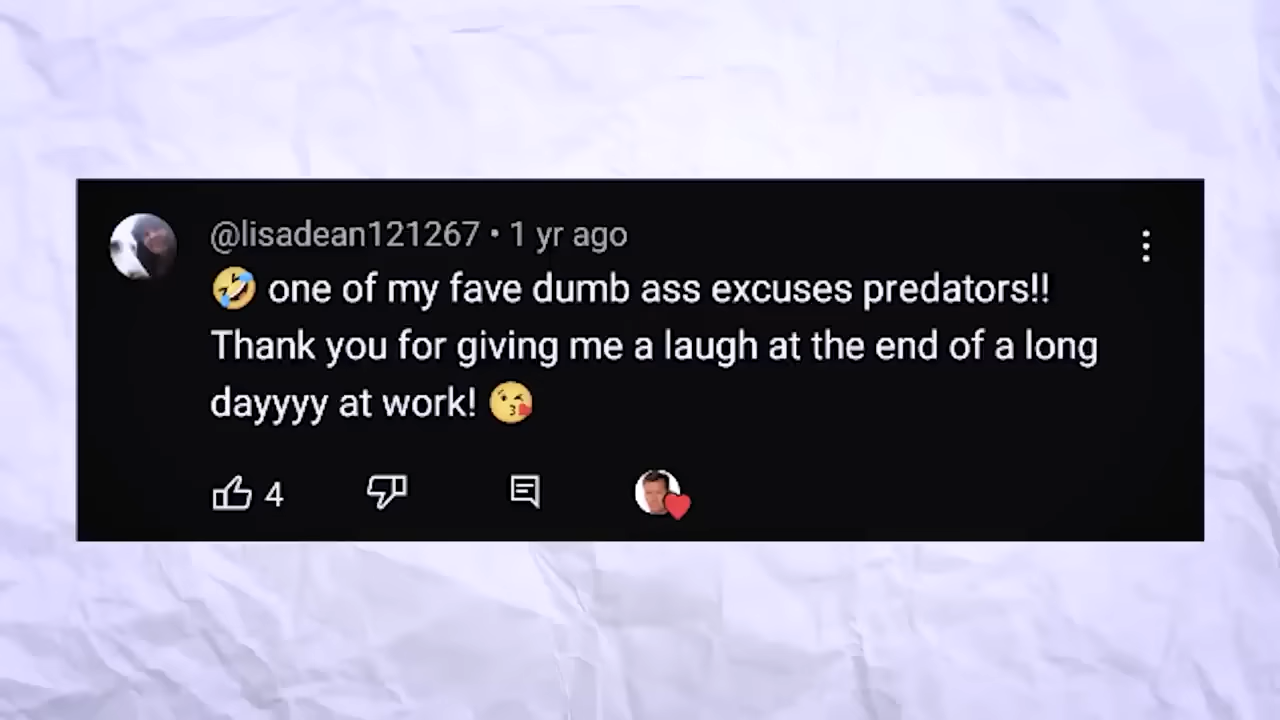 @lisadean121267 • 1 yr ago
🤣 one of my fave dumb ass excuses predators!!
Thank you for giving me a laugh at the end of a long
dayyyy at work! 😘
4